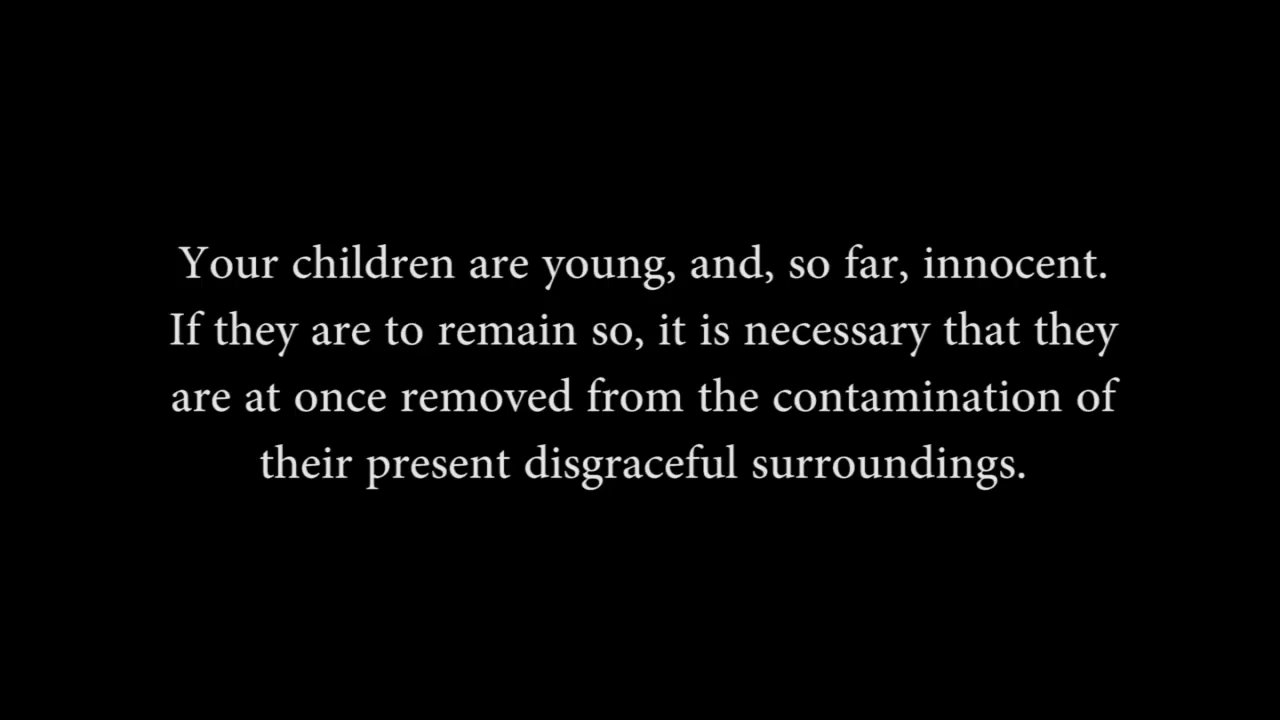 Your children are young, and, so far, innocent.
If they are to remain so, it is necessary that they
are at once removed from the contamination of
their present disgraceful surroundings.